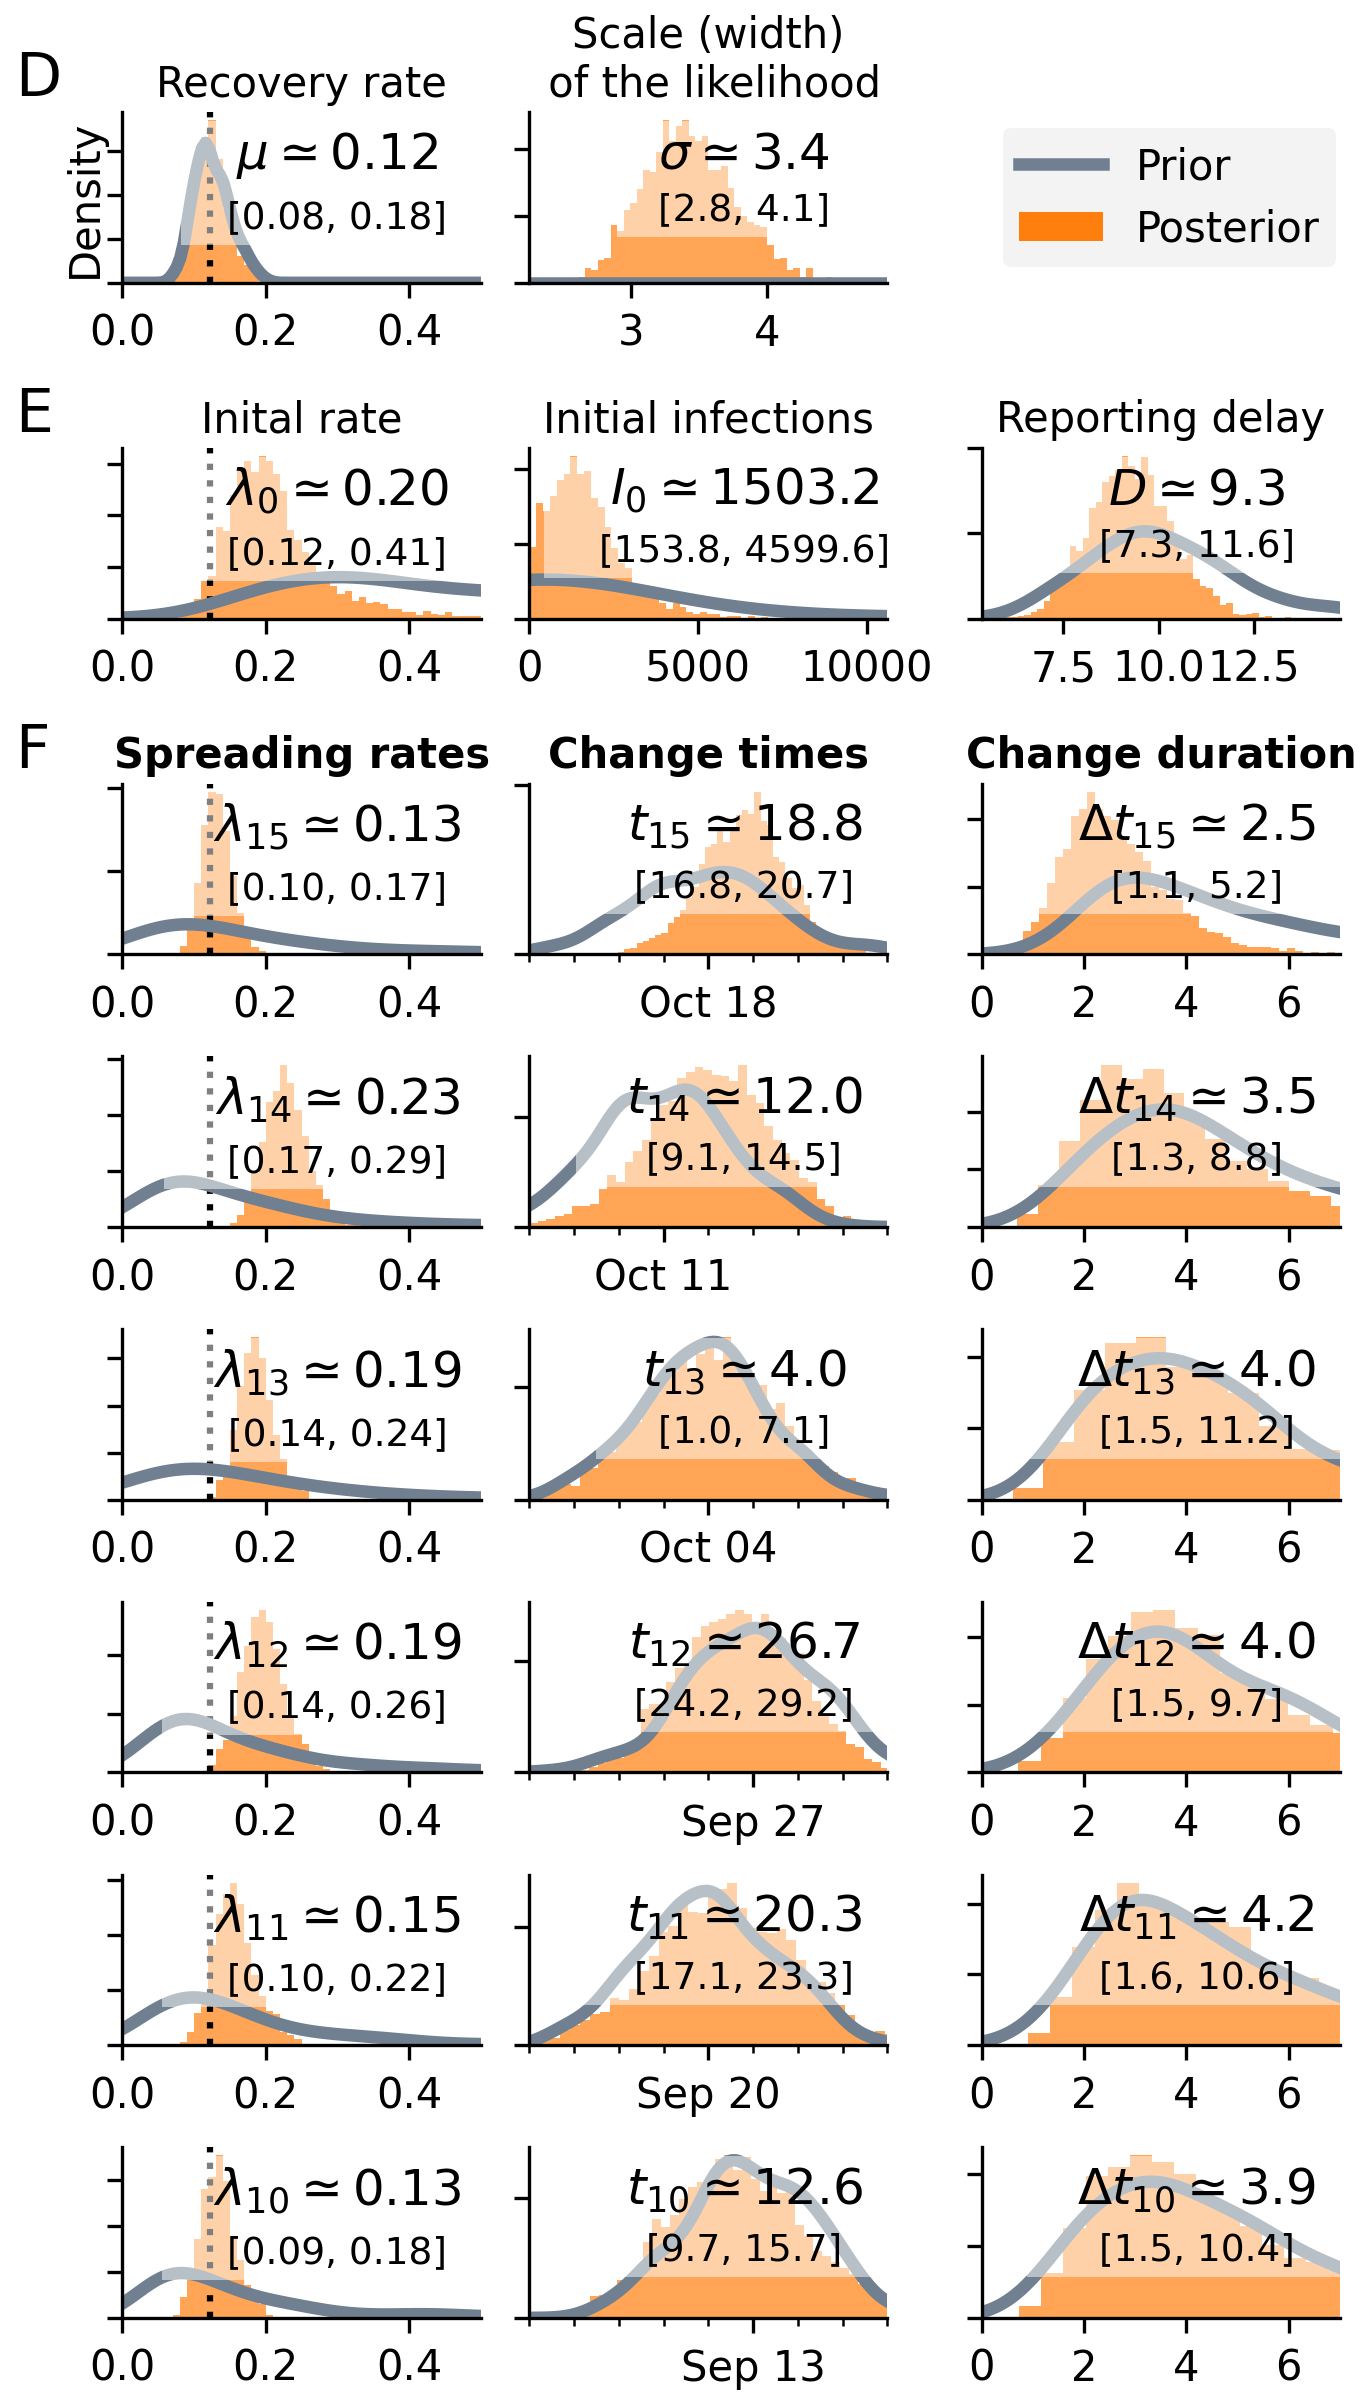 D
Recovery rate
Scale (width)
of the likelihood
Density
μ ≃ 0.12
[0.08, 0.18]
σ ≃ 3.4
[2.8, 4.1]
Prior
Posterior
0.0 0.2 0.4
3 4
E
Inital rate
Initial infections
Reporting delay
λ0 ≃ 0.20
[0.12, 0.41]
I0 ≃ 1503.2
[153.8, 4599.6]
D ≃ 9.3
[7.3, 11.6]
0.0 0.2 0.4
0 5000 10000
7.5 10.0 12.5
F
Spreading rates
Change times
Change duration
λ15 ≃ 0.13
[0.10, 0.17]
t15 ≃ 18.8
[16.8, 20.7]
Δt15 ≃ 2.5
[1.1, 5.2]
0.0 0.2 0.4
Oct 18
0 2 4 6
λ14 ≃ 0.23
[0.17, 0.29]
t14 ≃ 12.0
[9.1, 14.5]
Δt14 ≃ 3.5
[1.3, 8.8]
0.0 0.2 0.4
Oct 11
0 2 4 6
λ13 ≃ 0.19
[0.14, 0.24]
t13 ≃ 4.0
[1.0, 7.1]
Δt13 ≃ 4.0
[1.5, 11.2]
0.0 0.2 0.4
Oct 04
0 2 4 6
λ12 ≃ 0.19
[0.14, 0.26]
t12 ≃ 26.7
[24.2, 29.2]
Δt12 ≃ 4.0
[1.5, 9.7]
0.0 0.2 0.4
Sep 27
0 2 4 6
λ11 ≃ 0.15
[0.10, 0.22]
t11 ≃ 20.3
[17.1, 23.3]
Δt11 ≃ 4.2
[1.6, 10.6]
0.0 0.2 0.4
Sep 20
0 2 4 6
λ10 ≃ 0.13
[0.09, 0.18]
t10 ≃ 12.6
[9.7, 15.7]
Δt10 ≃ 3.9
[1.5, 10.4]
0.0 0.2 0.4
Sep 13
0 2 4 6